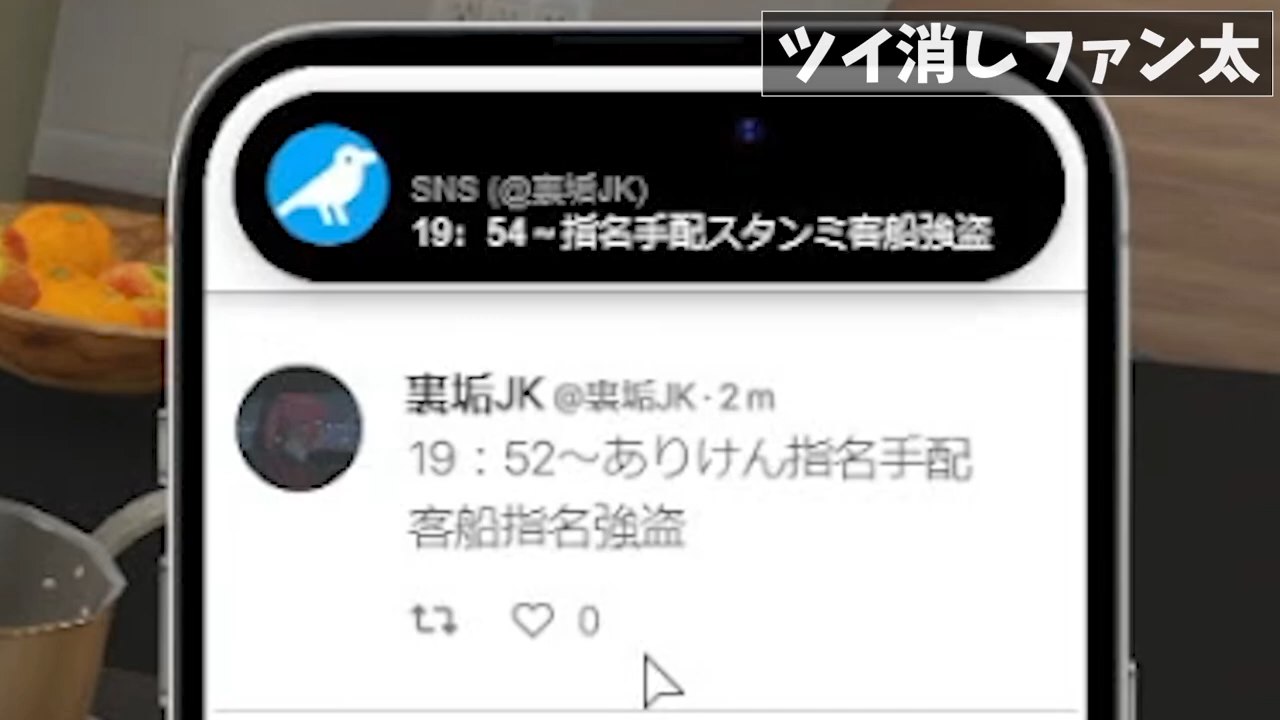 ツイ消しファン太
SNS (@裏垢JK)
19: 54~指名手配スタンミ客船強盗
裏垢JK @裏垢JK · 2 m
19：52〜ありけん指名手配
客船指名強盗
0